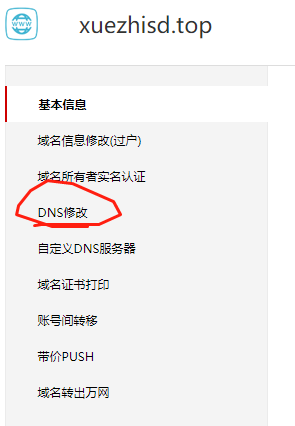 www
xuezhisd.top
基本信息
域名信息修改(过户)
域名所有者实名认证
DNS修改
自定义DNS服务器
域名证书打印
账号间转移
带价PUSH
域名转出万网